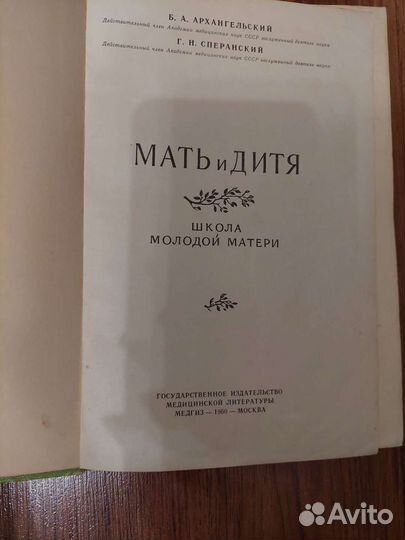 Б. А. АРХАНГЕЛЬСКИЙ
Действительный член Академии медицинских наук СССР заслуженный деятель науки
Г. Н. СПЕРАНСКИЙ
Действительный член Академии медицинских наук СССР заслуженный деятель науки
МАТЬ и ДИТЯ
ШКОЛА
МОЛОДОЙ МАТЕРИ
ГОСУДАРСТВЕННОЕ ИЗДАТЕЛЬСТВО
МЕДИЦИНСКОЙ ЛИТЕРАТУРЫ
МЕДГИЗ — 1960 — МОСКВА
Avito